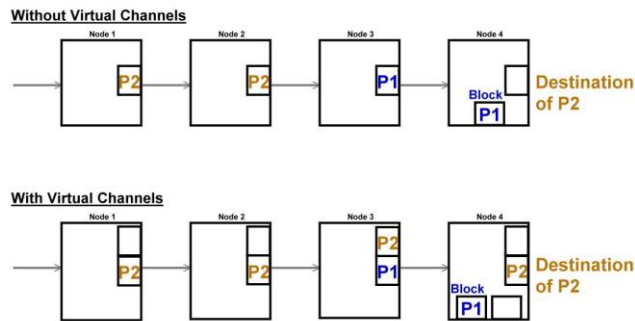 Without Virtual Channels
Node 1 Node 2 Node 3 Node 4
P2 P2 P1 Destination of P2
Block
P1
With Virtual Channels
Node 1 Node 2 Node 3 Node 4
P2
P2 P2 P1 P2 Destination of P2
Block
P1